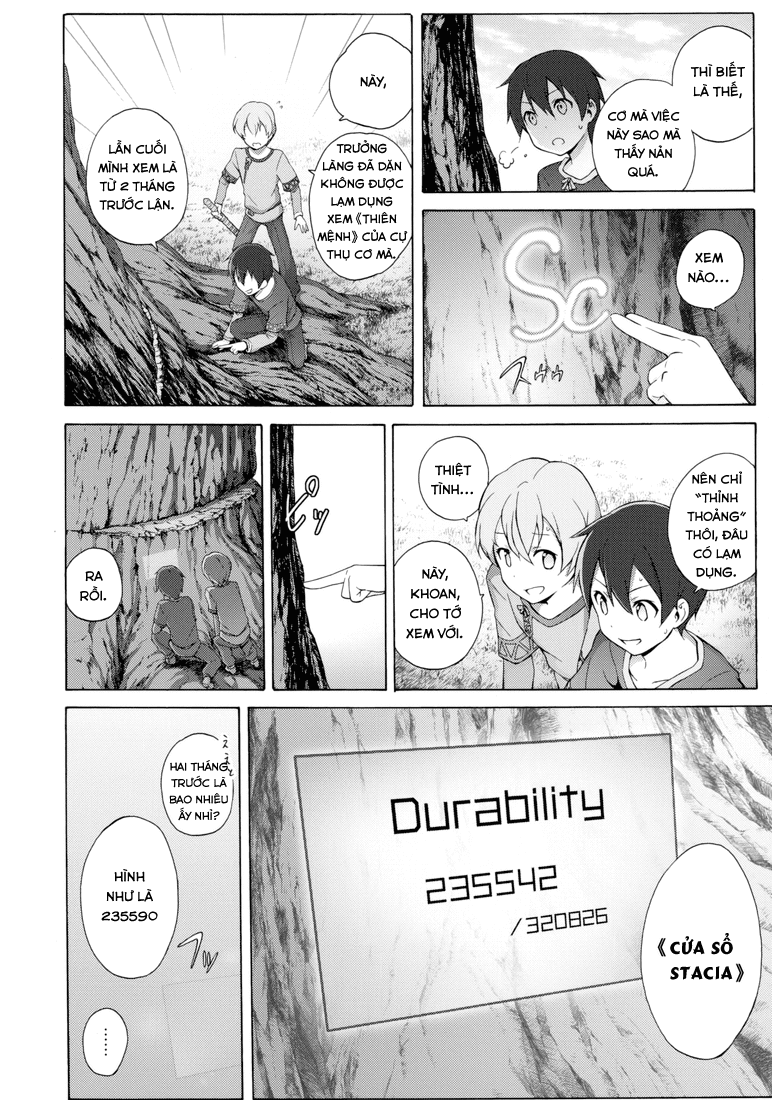 THÌ BIẾT
LÀ THẾ,
CƠ MÀ VIỆC
NÀY SAO MÀ
THẤY NẢN
QUÁ.
NÀY,
TRƯỞNG
LÀNG ĐÃ DẶN
KHÔNG ĐƯỢC
LẠM DỤNG
XEM《THIÊN
MỆNH》CỦA CỰ
THỤ CƠ MÀ.
LẦN CUỐI
MÌNH XEM LÀ
TỪ 2 THÁNG
TRƯỚC LẬN.
XEM
NÀO...
Sc
NÊN CHỈ
"THỈNH
THOẢNG"
THÔI, ĐÂU
CÓ LẠM
DỤNG.
THIỆT
TÌNH...
NÀY,
KHOAN,
CHO TỚ
XEM VỚI.
ピッ
RA
RỒI.
Durability
235542
/320826
《CỬA SỔ
STACIA》
HAI THÁNG
TRƯỚC LÀ
BAO NHIÊU
ẤY NHỈ?
HÌNH
NHƯ LÀ
235590
......